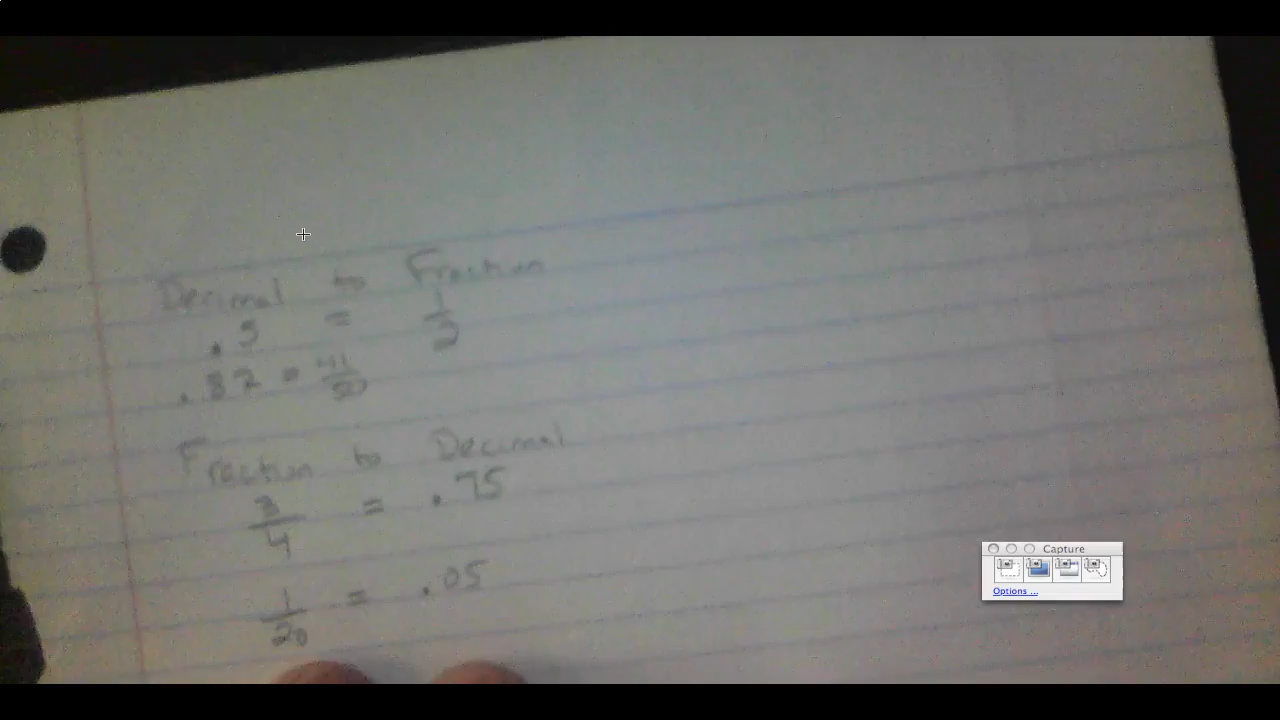 Decimal to Fraction
.5 = 1/2
.82 = 41/50
Fraction to Decimal
3/4 = .75
1/20 = .05
Capture
Options ...